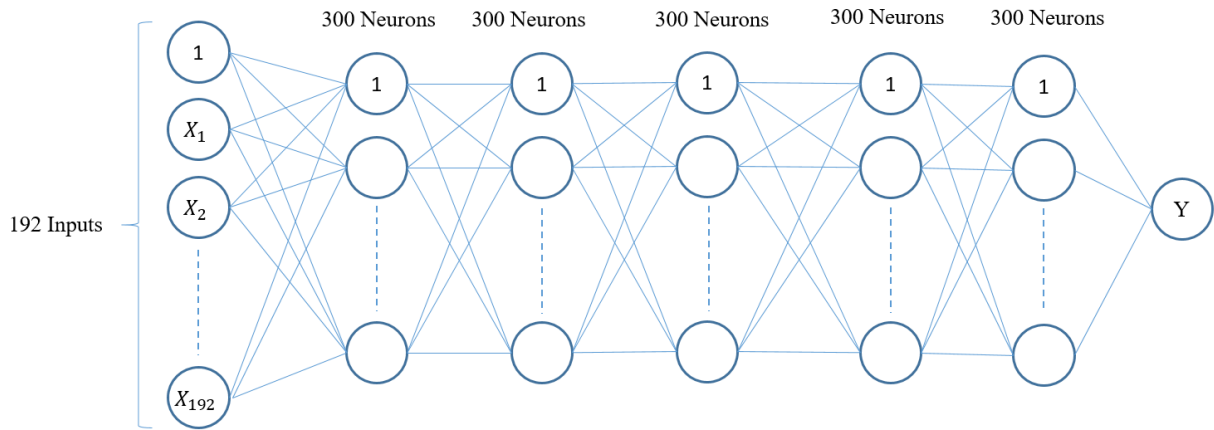 300 Neurons 300 Neurons 300 Neurons 300 Neurons 300 Neurons
1
1 1 1 1 1
X₁
X₂
192 Inputs
Y
X₁₉₂